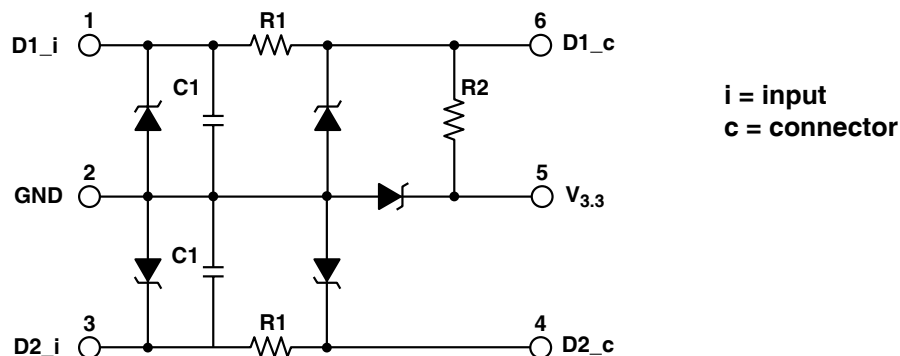 1
D1_i
R1
6
D1_c
C1
R2
i = input
c = connector
2
GND
5
V3.3
C1
3
D2_i
R1
4
D2_c